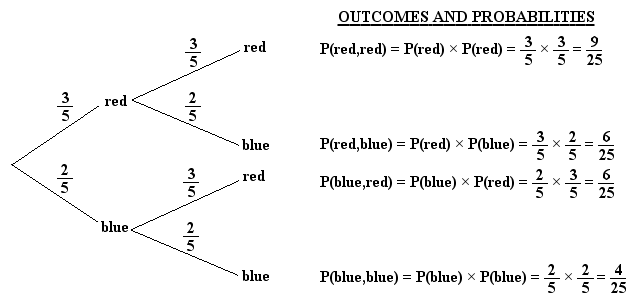 OUTCOMES AND PROBABILITIES
3/5 red P(red,red) = P(red) × P(red) = 3/5 × 3/5 = 9/25
3/5 red 2/5
blue P(red,blue) = P(red) × P(blue) = 3/5 × 2/5 = 6/25
2/5 3/5 red P(blue,red) = P(blue) × P(red) = 2/5 × 3/5 = 6/25
blue 2/5
blue P(blue,blue) = P(blue) × P(blue) = 2/5 × 2/5 = 4/25